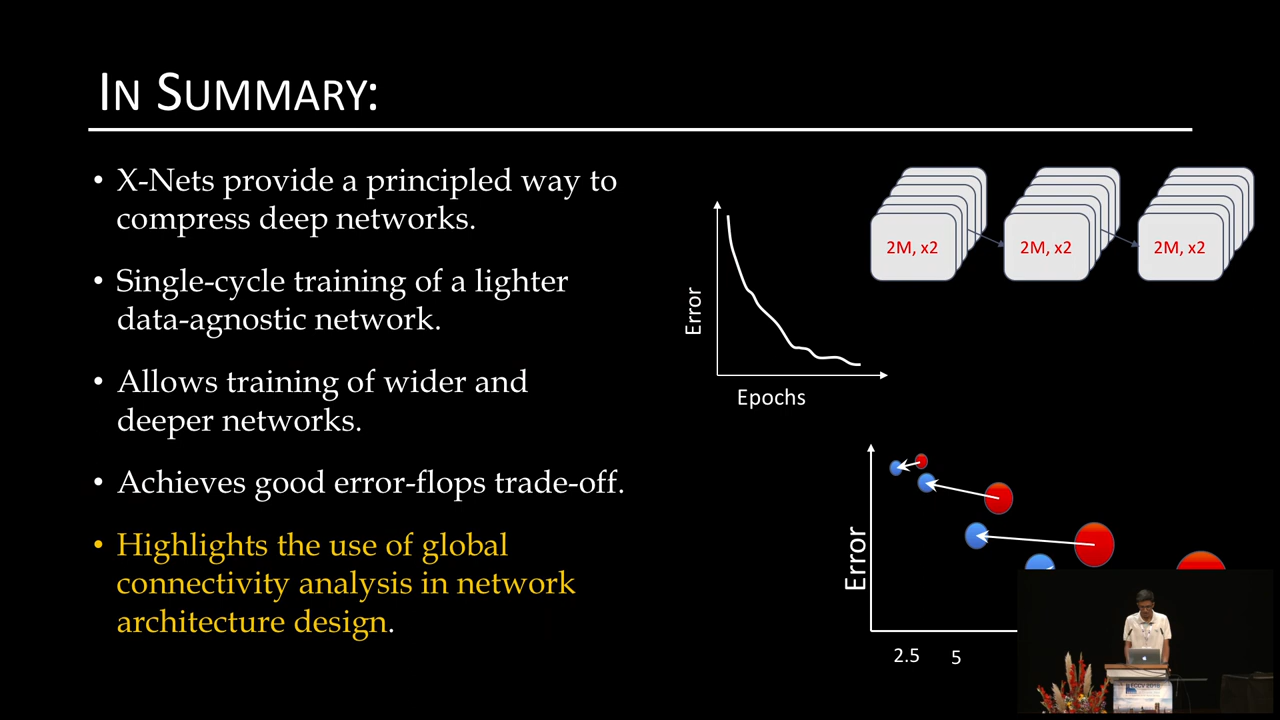 IN SUMMARY:
• X-Nets provide a principled way to
compress deep networks.
• Single-cycle training of a lighter
data-agnostic network.
• Allows training of wider and
deeper networks.
• Achieves good error-flops trade-off.
• Highlights the use of global
connectivity analysis in network
architecture design.
Error
Epochs
2M, x2
2M, x2
2M, x2
Error
2.5
5